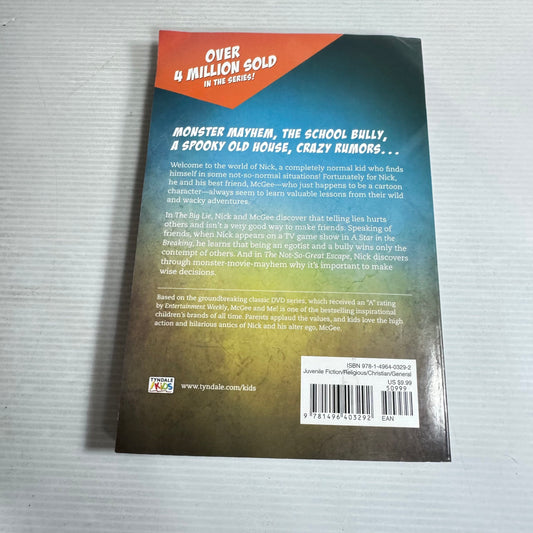 OVER
4 MILLION SOLD
IN THE SERIES!
MONSTER MAYHEM, THE SCHOOL BULLY,
A SPOOKY OLD HOUSE, CRAZY RUMORS...
Welcome to the world of Nick, a completely normal kid who finds
himself in some not-so-normal situations! Fortunately for Nick,
he and his best friend, McGee—who just happens to be a cartoon
character—always seem to learn valuable lessons from their wild
and wacky adventures.
In The Big Lie, Nick and McGee discover that telling lies hurts
others and isn't a very good way to make friends. Speaking of
friends, when Nick appears on a TV game show in A Star in the
Breaking, he learns that being an egotist and a bully wins only the
contempt of others. And in The Not-So-Great Escape, Nick discovers
through monster-movie-mayhem why it's important to make
wise decisions.
Based on the groundbreaking classic DVD series, which received an "A" rating
by Entertainment Weekly, McGee and Me! is one of the bestselling inspirational
children's brands of all time. Parents applaud the values, and kids love the high
action and hilarious antics of Nick and his alter ego, McGee.
TYNDALE
KIDS
www.tyndale.com/kids
ISBN 978-1-4964-0329-2
Juvenile Fiction/Religious/Christian/General
US $9.99
50999
9 781496 403292
EAN